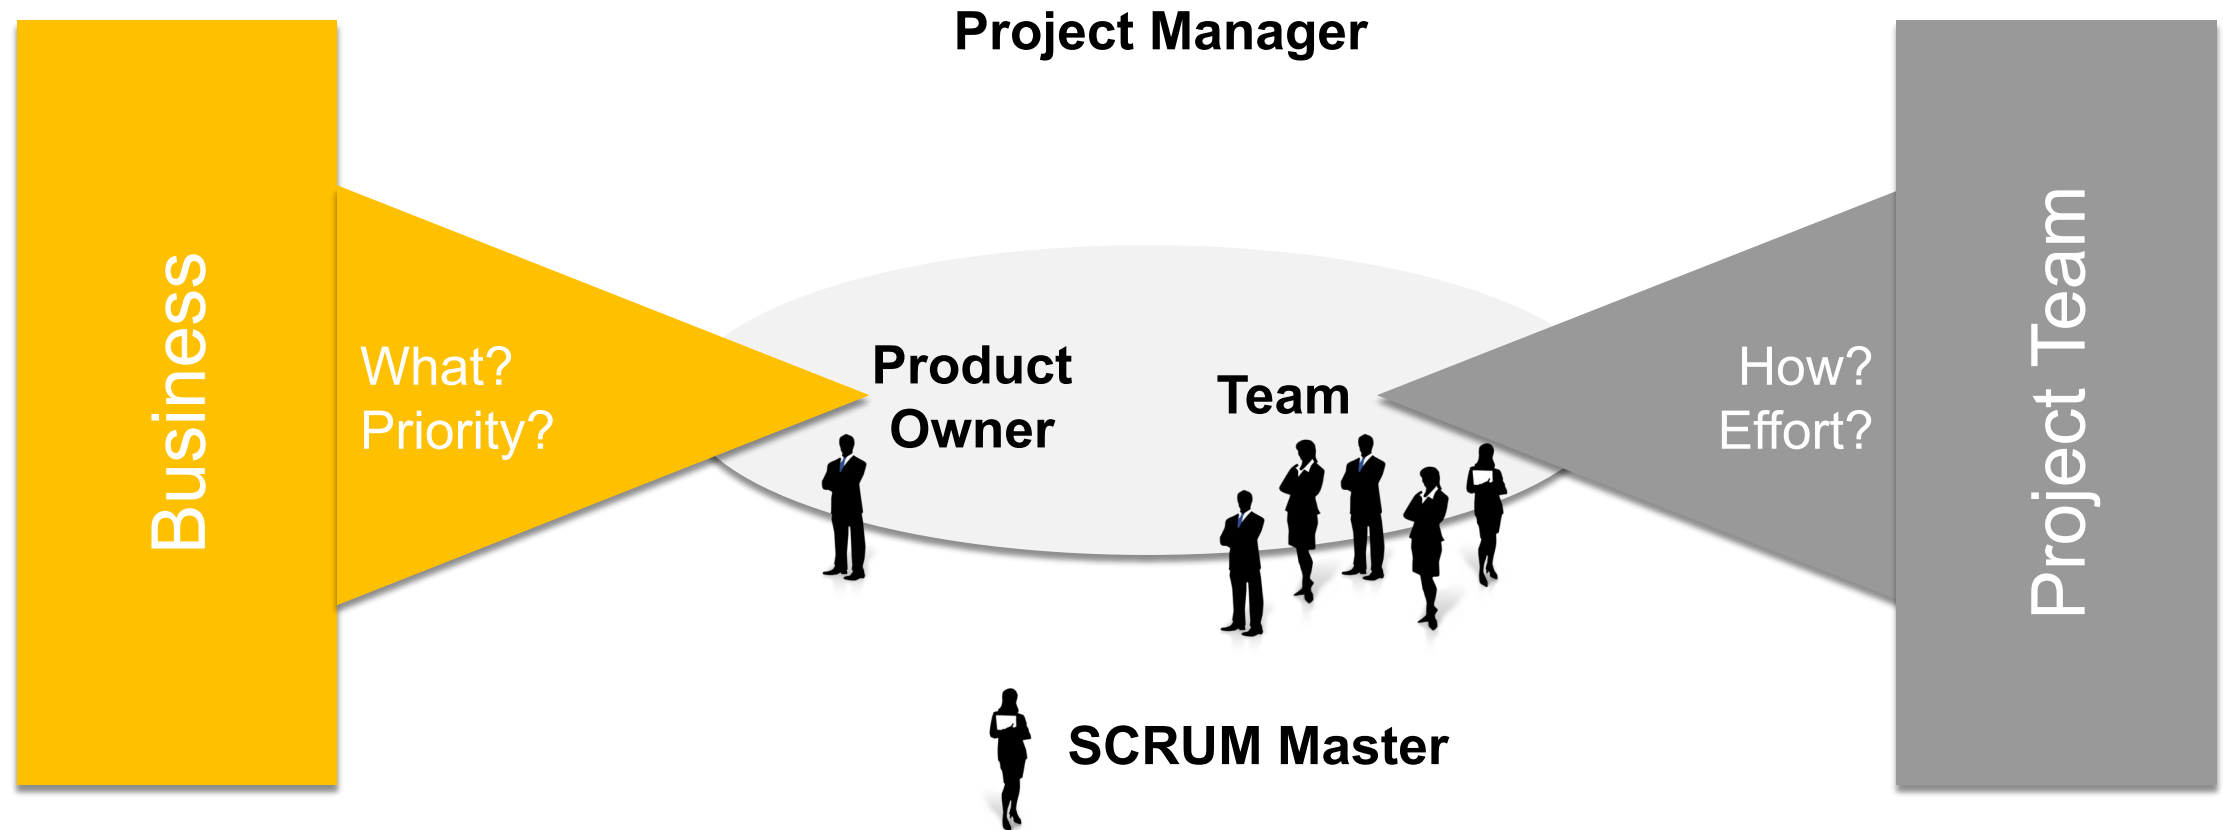 Project Manager
Business
What?
Priority?
Product
Owner
Team
How?
Effort?
Project Team
SCRUM Master